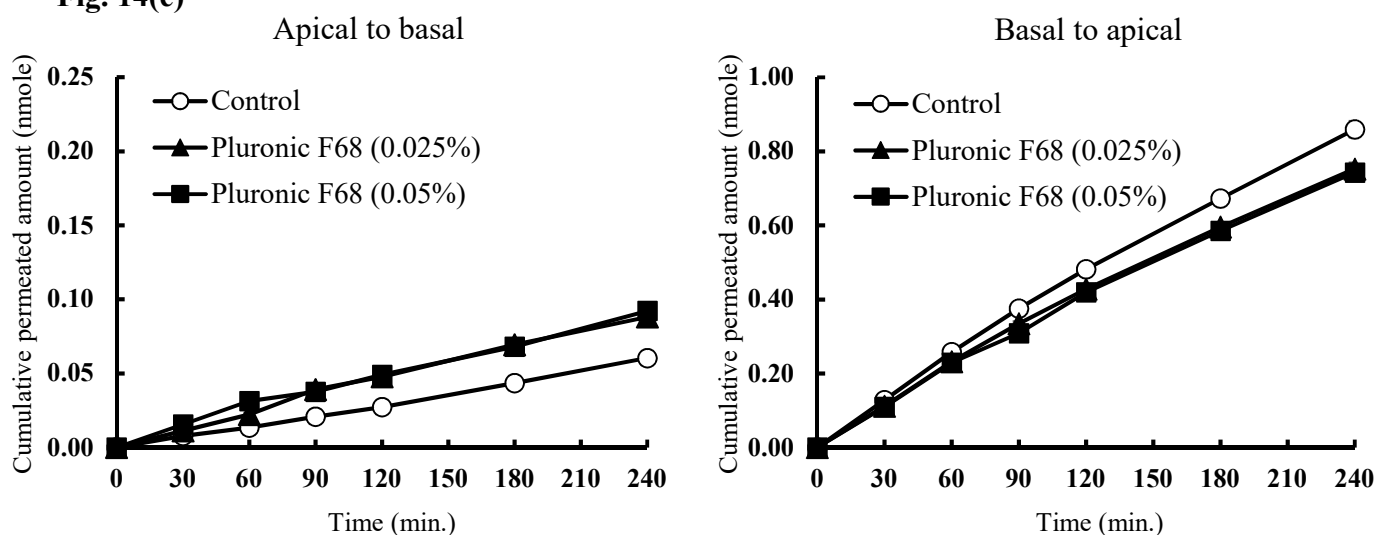 Fig. 14(c)
Apical to basal
Cumulative permeated amount (nmole)
0.25
0.20
0.15
0.10
0.05
0.00
Control
Pluronic F68 (0.025%)
Pluronic F68 (0.05%)
0 30 60 90 120 150 180 210 240
Time (min.)
Basal to apical
Cumulative permeated amount (nmole)
1.00
0.80
0.60
0.40
0.20
0.00
Control
Pluronic F68 (0.025%)
Pluronic F68 (0.05%)
0 30 60 90 120 150 180 210 240
Time (min.)